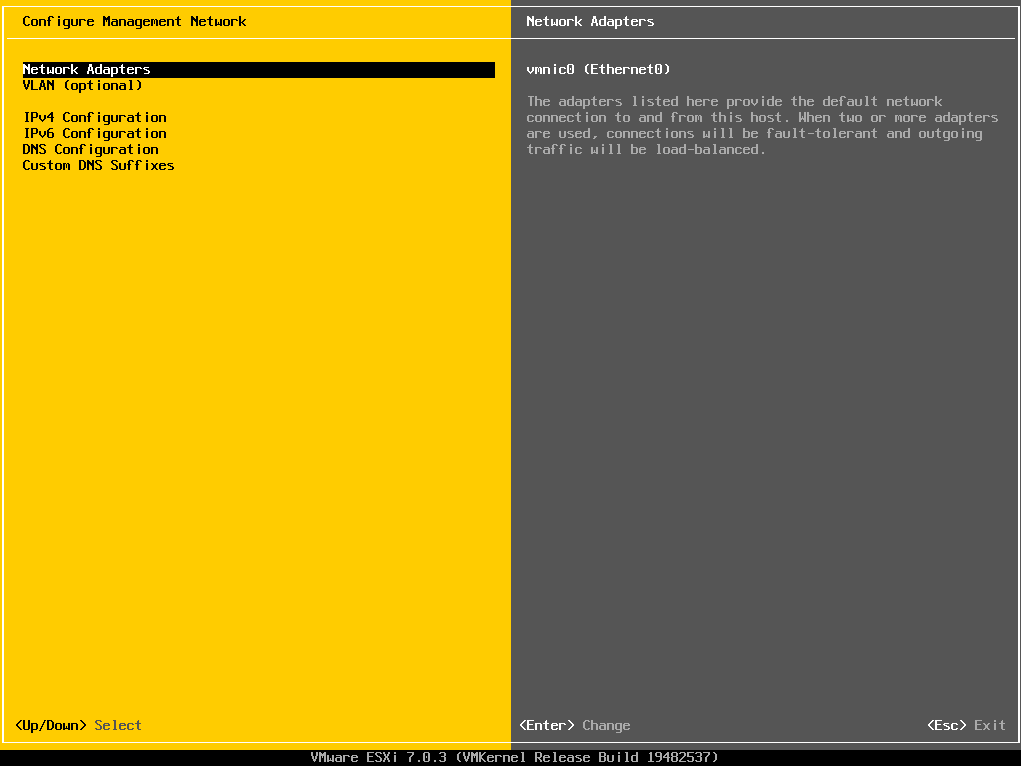 Configure Management Network
Network Adapters
VLAN (optional)
IPv4 Configuration
IPv6 Configuration
DNS Configuration
Custom DNS Suffixes
<Up/Down> Select
Network Adapters
vmnic0 (Ethernet0)
The adapters listed here provide the default network
connection to and from this host. When two or more adapters
are used, connections will be fault-tolerant and outgoing
traffic will be load-balanced.
<Enter> Change
<Esc> Exit
VMware ESXi 7.0.3 (VMKernel Release Build 19482537)